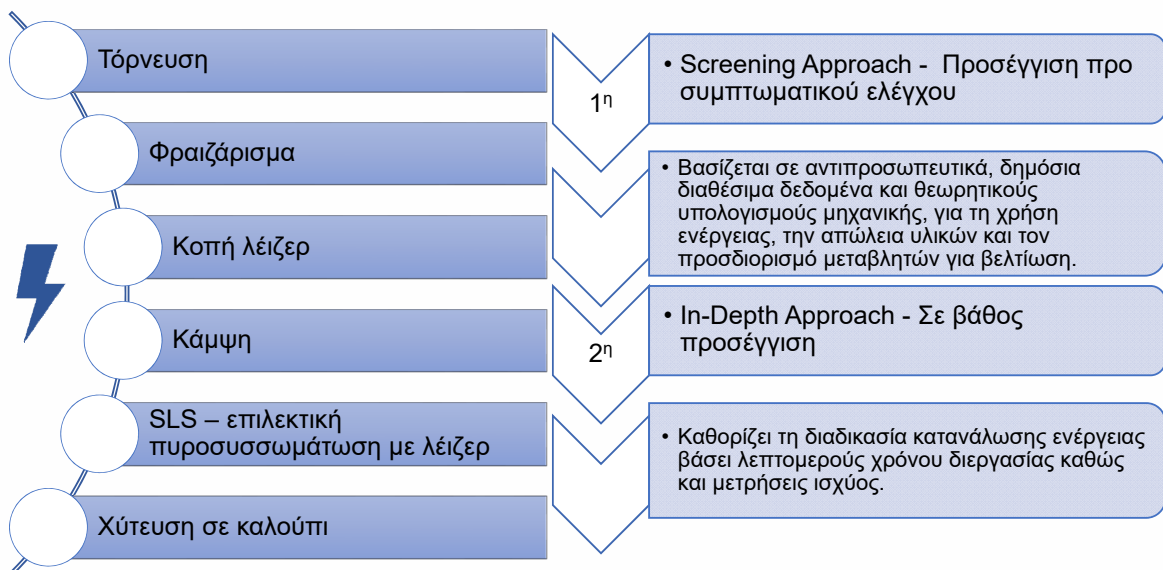 Τόρνευση
Φραιζάρισμα
Κοπή λέιζερ
Κάμψη
SLS – επιλεκτική
πυροσυσσωμάτωση με λέιζερ
Χύτευση σε καλούπι
1η
• Screening Approach - Προσέγγιση προ
συμπτωματικού ελέγχου
• Βασίζεται σε αντιπροσωπευτικά, δημόσια
διαθέσιμα δεδομένα και θεωρητικούς
υπολογισμούς μηχανικής, για τη χρήση
ενέργειας, την απώλεια υλικών και τον
προσδιορισμό μεταβλητών για βελτίωση.
2η
• In-Depth Approach - Σε βάθος
προσέγγιση
• Καθορίζει τη διαδικασία κατανάλωσης ενέργειας
βάσει λεπτομερούς χρόνου διεργασίας καθώς
και μετρήσεις ισχύος.